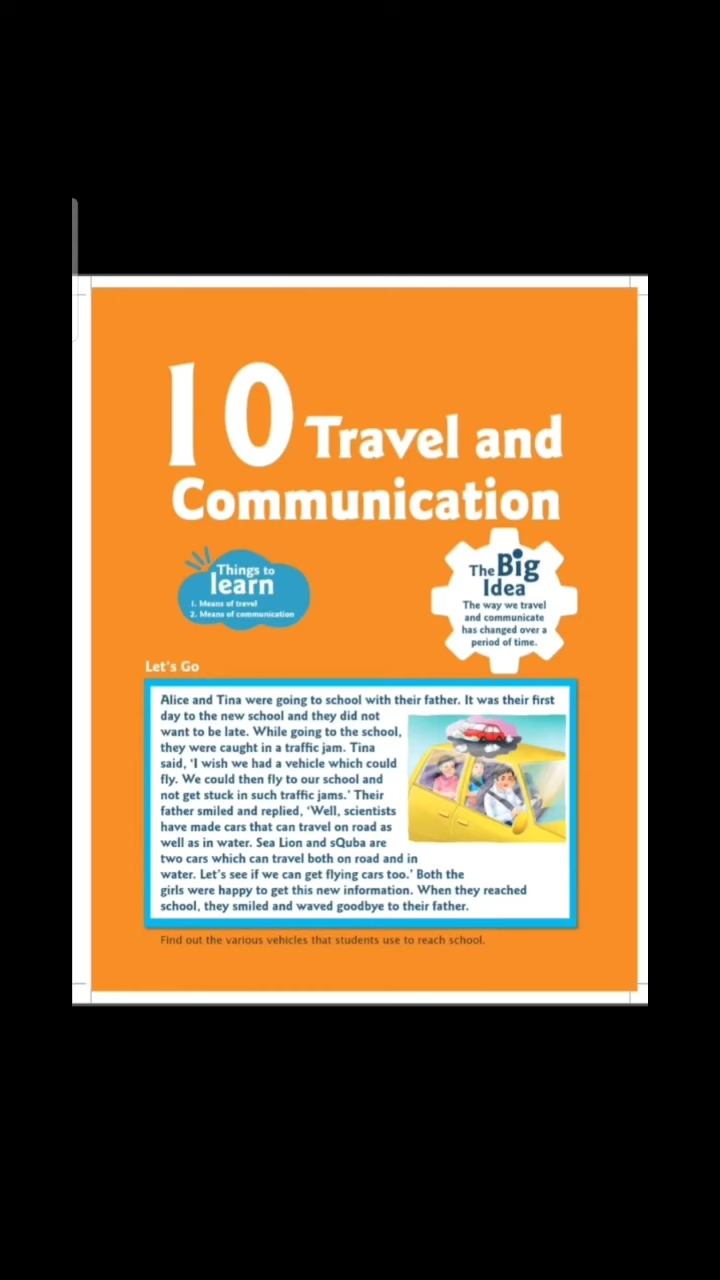 10 Travel and
Communication
Things to
learn
1. Means of travel
2. Means of communication
The Big
Idea
The way we travel
and communicate
has changed over a
period of time.
Let's Go
Alice and Tina were going to school with their father. It was their first
day to the new school and they did not
want to be late. While going to the school,
they were caught in a traffic jam. Tina
said, 'I wish we had a vehicle which could
fly. We could then fly to our school and
not get stuck in such traffic jams.' Their
father smiled and replied, 'Well, scientists
have made cars that can travel on road as
well as in water. Sea Lion and sQuba are
two cars which can travel both on road and in
water. Let's see if we can get flying cars too.' Both the
girls were happy to get this new information. When they reached
school, they smiled and waved goodbye to their father.
Find out the various vehicles that students use to reach school.